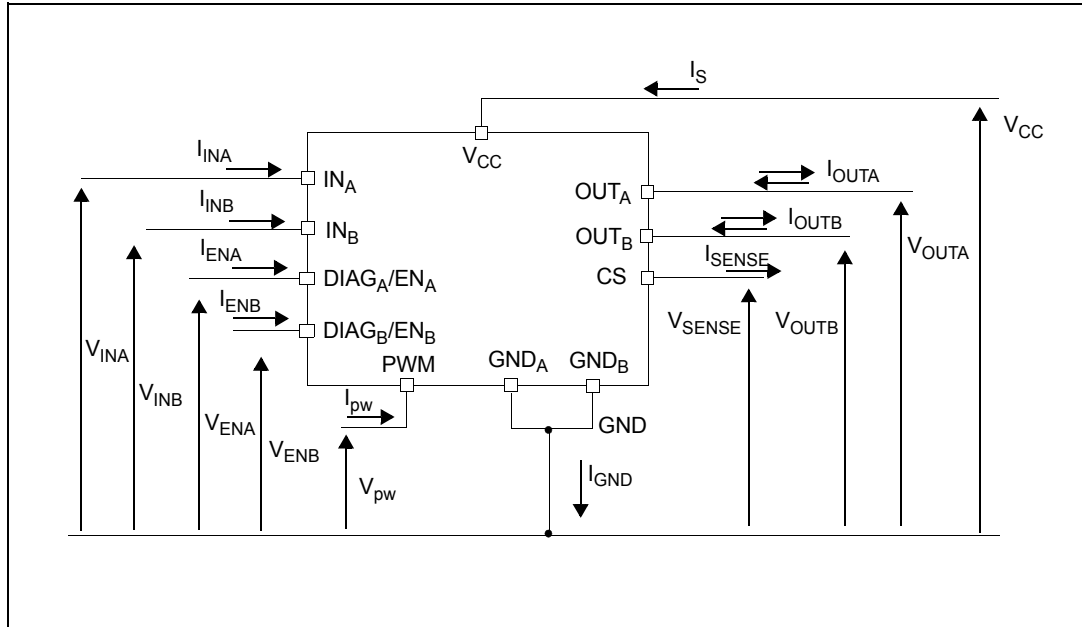 I_S
V_CC
V_CC
I_INA
IN_A
OUT_A
I_OUTA
I_INB
IN_B
OUT_B
I_OUTB
I_ENA
DIAG_A/EN_A
CS
I_SENSE
V_OUTA
I_ENB
DIAG_B/EN_B
V_SENSE
V_OUTB
V_INA
PWM
GND_A
GND_B
V_INB
I_pw
V_ENA
GND
V_ENB
I_GND
V_pw